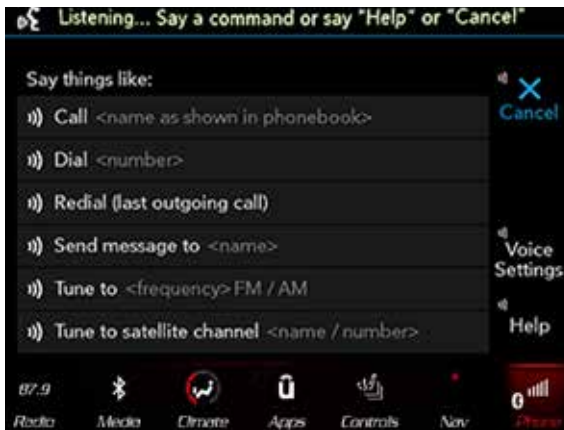 Listening... Say a command or say "Help" or "Cancel"
Say things like:
Call <name as shown in phonebook>
Cancel
Dial <number>
Redial (last outgoing call)
Send message to <name>
Voice
Settings
Tune to <frequency> FM / AM
Tune to satellite channel <name / number>
Help
87.9
Radio
Media
Climate
Apps
Controls
Nav
Phone